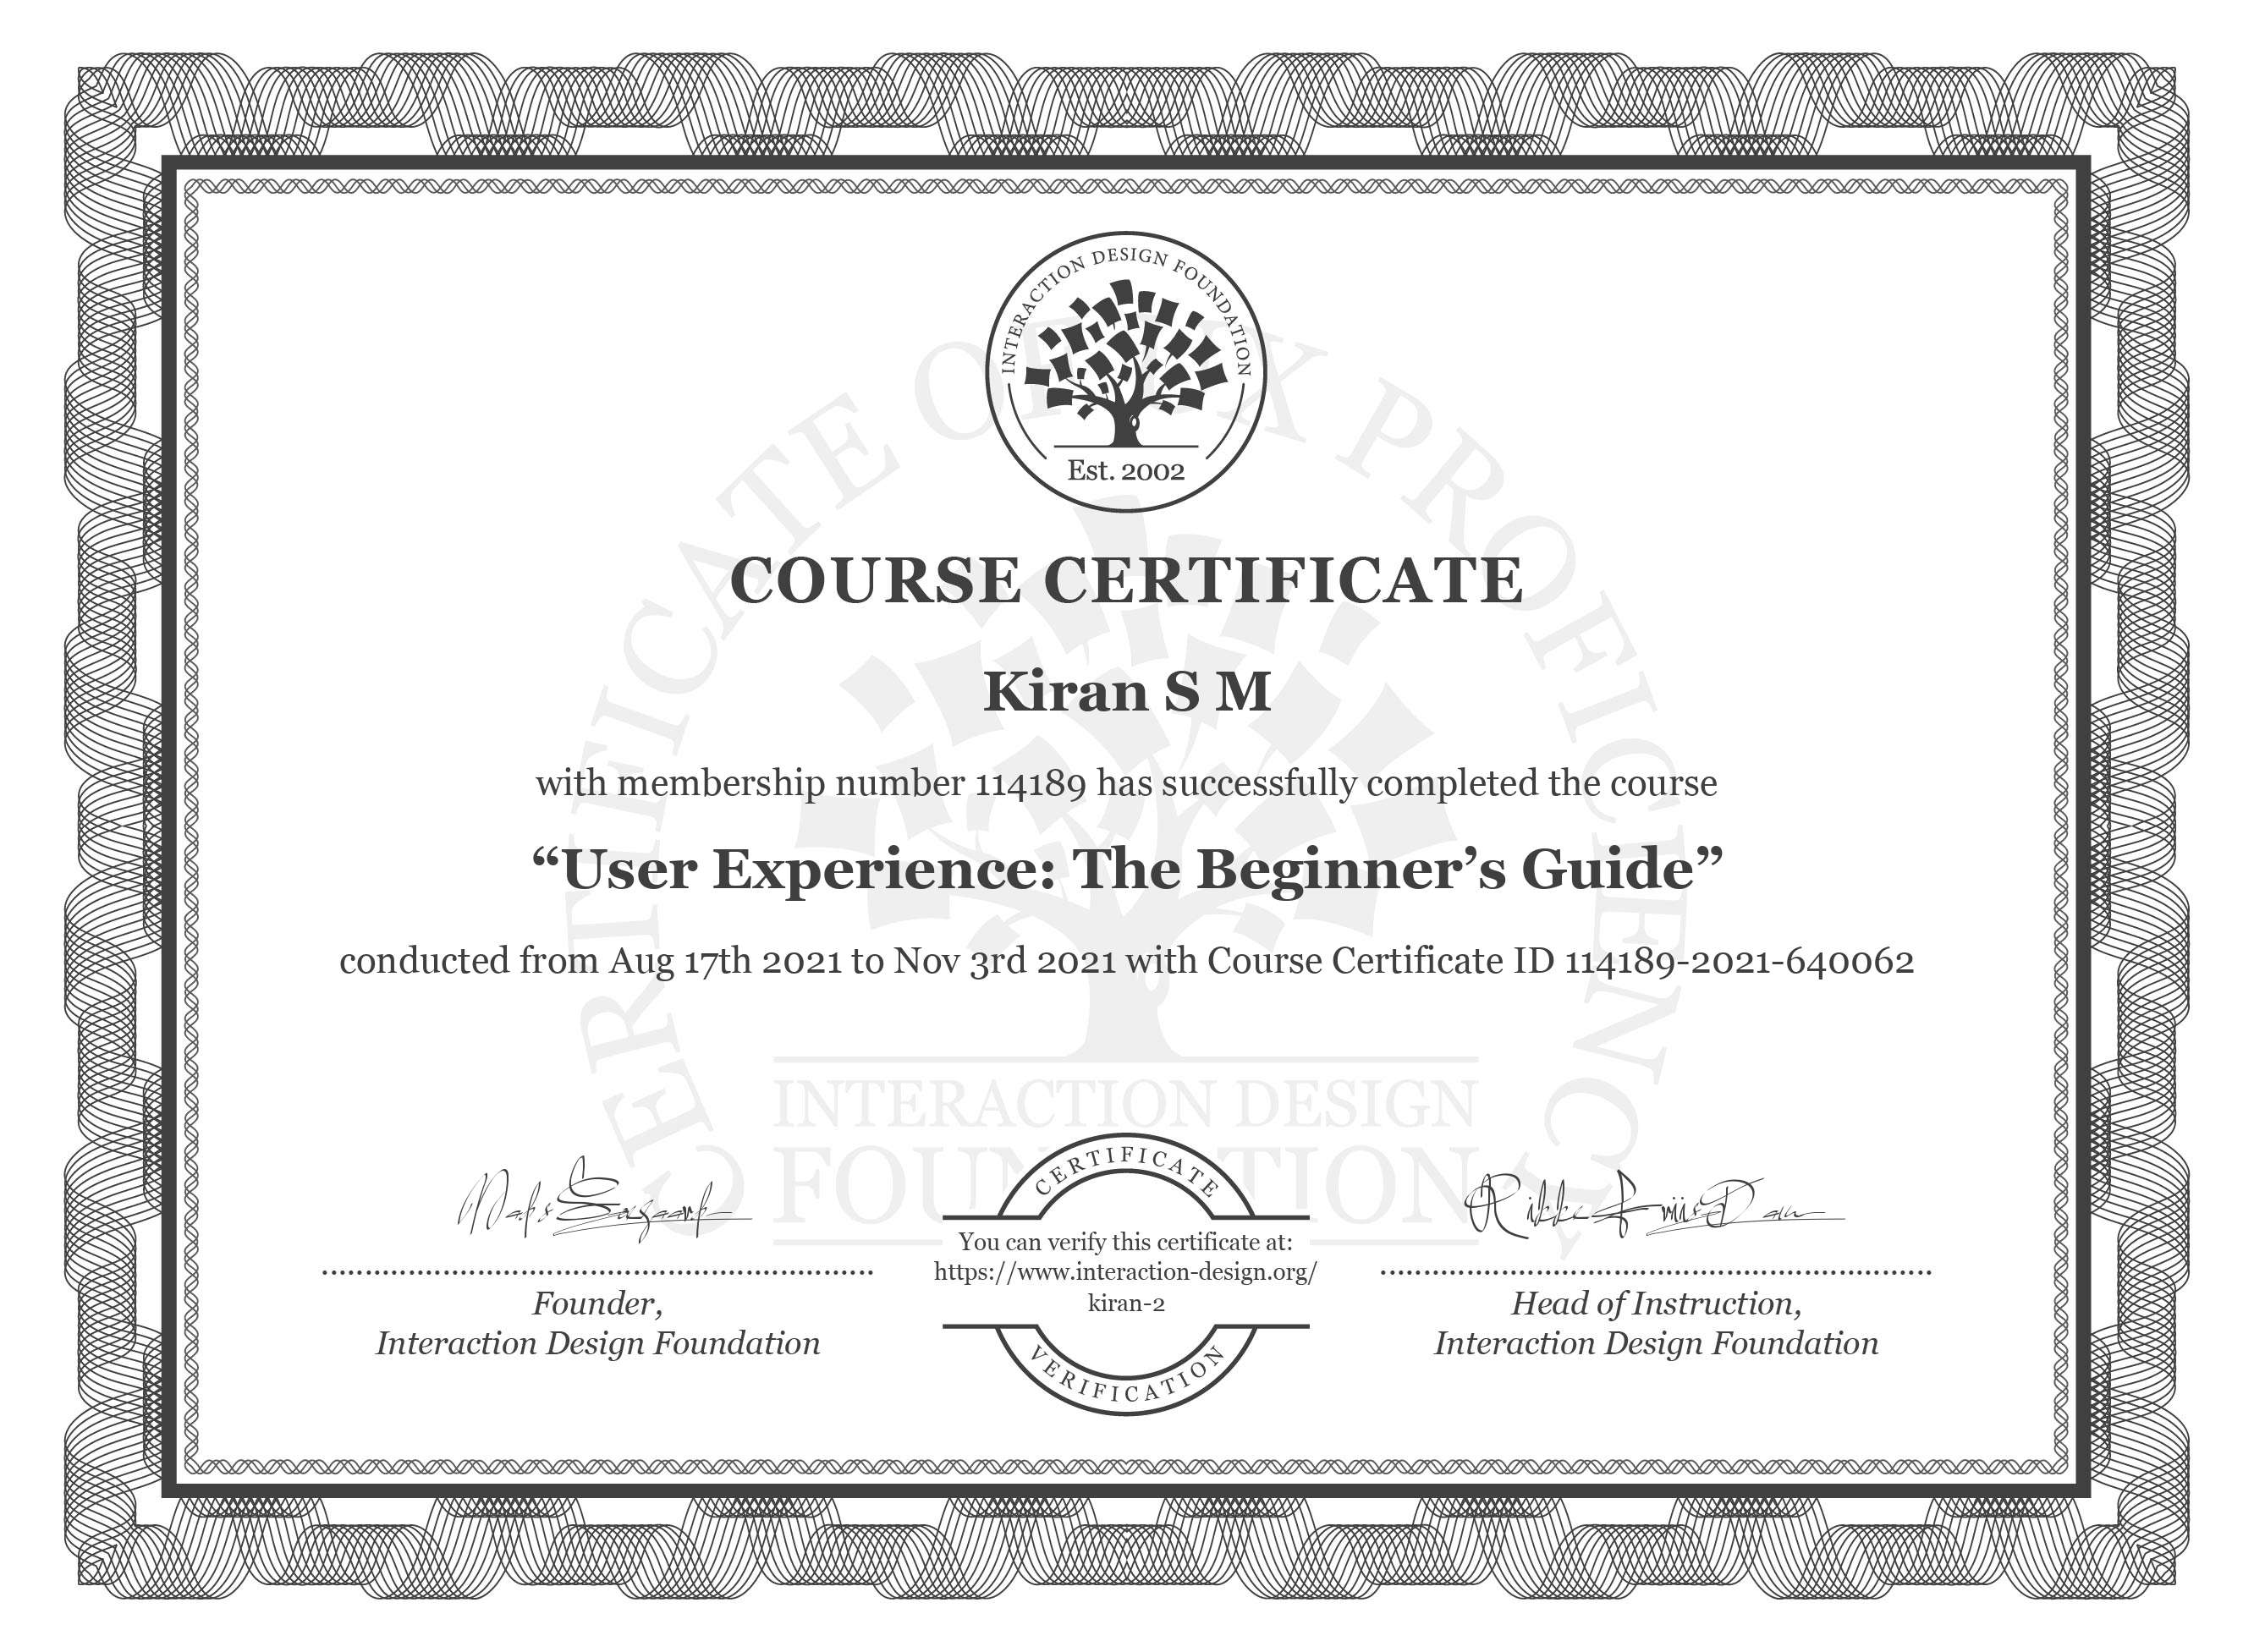 INTERACTION DESIGN FOUNDATION
Est. 2002
CERTIFICATE OF UX PROFICIENCY
COURSE CERTIFICATE
Kiran S M
with membership number 114189 has successfully completed the course
“User Experience: The Beginner’s Guide”
conducted from Aug 17th 2021 to Nov 3rd 2021 with Course Certificate ID 114189-2021-640062
INTERACTION DESIGN
FOUNDATION
CERTIFICATE
You can verify this certificate at:
https://www.interaction-design.org/
kiran-2
VERIFICATION
Founder,
Interaction Design Foundation
Rikke Friis Dam
Head of Instruction,
Interaction Design Foundation